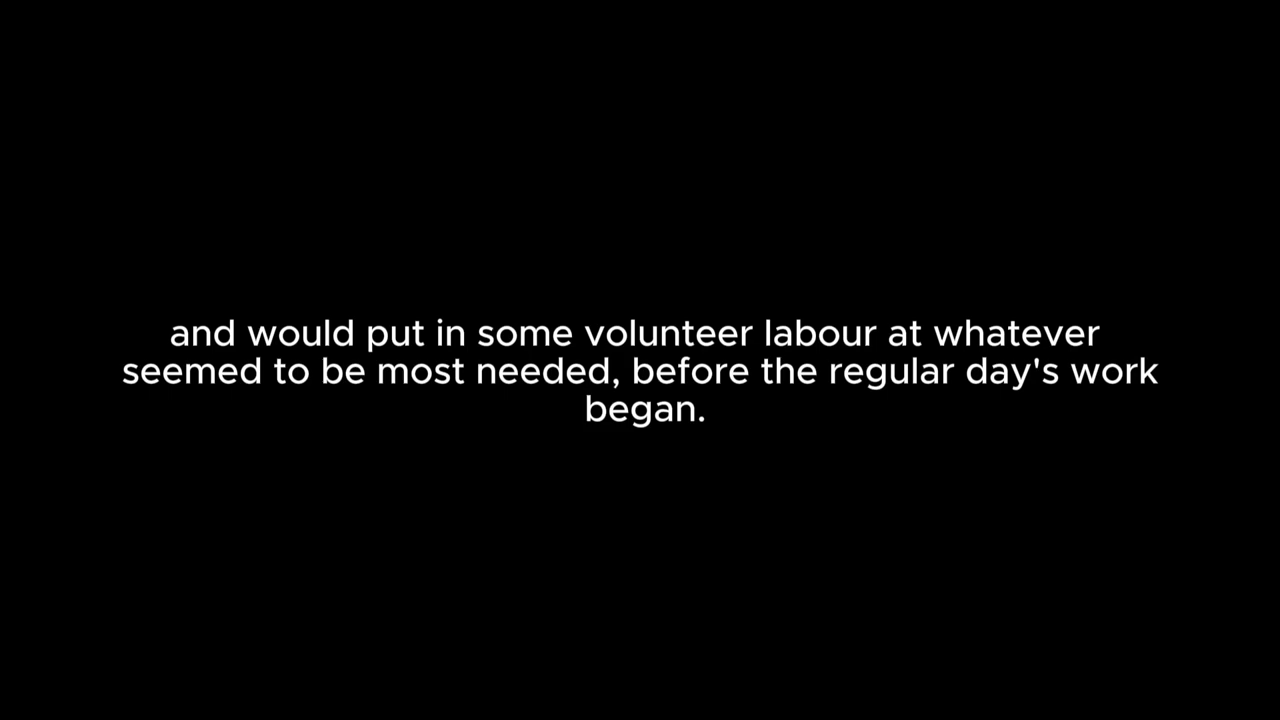 and would put in some volunteer labour at whatever
seemed to be most needed, before the regular day's work
began.